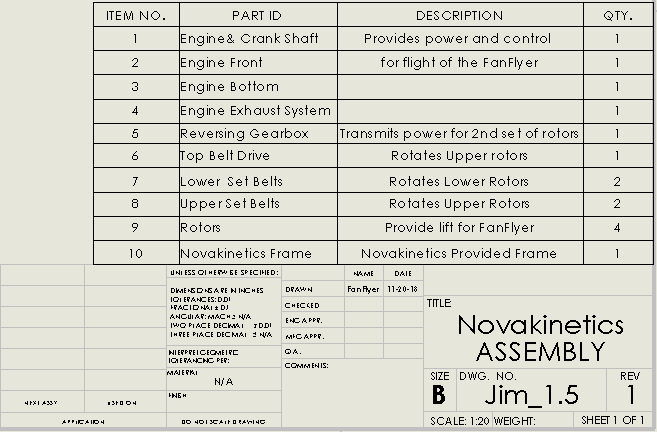 ITEM NO. PART ID DESCRIPTION QTY.
1 Engine& Crank Shaft Provides power and control 1
2 Engine Front for flight of the FanFlyer 1
3 Engine Bottom 1
4 Engine Exhaust System 1
5 Reversing Gearbox Transmits power for 2nd set of rotors 1
6 Top Belt Drive Rotates Upper rotors 1
7 Lower Set Belts Rotates Lower Rotors 2
8 Upper Set Belts Rotates Upper Rotors 2
9 Rotors Provide lift for FanFlyer 4
10 Novakinetics Frame Novakinetics Provided Frame 1
UNLESS OTHERWISE SPECIFIED:
DIMENSIONS ARE IN INCHES
TOLERANCES:
FRACTIONAL
ANGULAR: MACH
TWO PLACE DECIMAL
THREE PLACE DECIMAL
INTERPRET GEOMETRIC
TOLERANCING PER:
MATERIAL
N/A
FINISH
NEXT ASSY USED ON
APPLICATION DO NOT SCALE DRAWING
NAME DATE
DRAWN FanFlyer 11-20-18
CHECKED
ENG APPR.
MFG APPR.
Q.A.
COMMENTS:
TITLE:
Novakinetics
ASSEMBLY
SIZE DWG. NO. REV
B Jim_1.5 1
SCALE: 1:20 WEIGHT: SHEET 1 OF 1